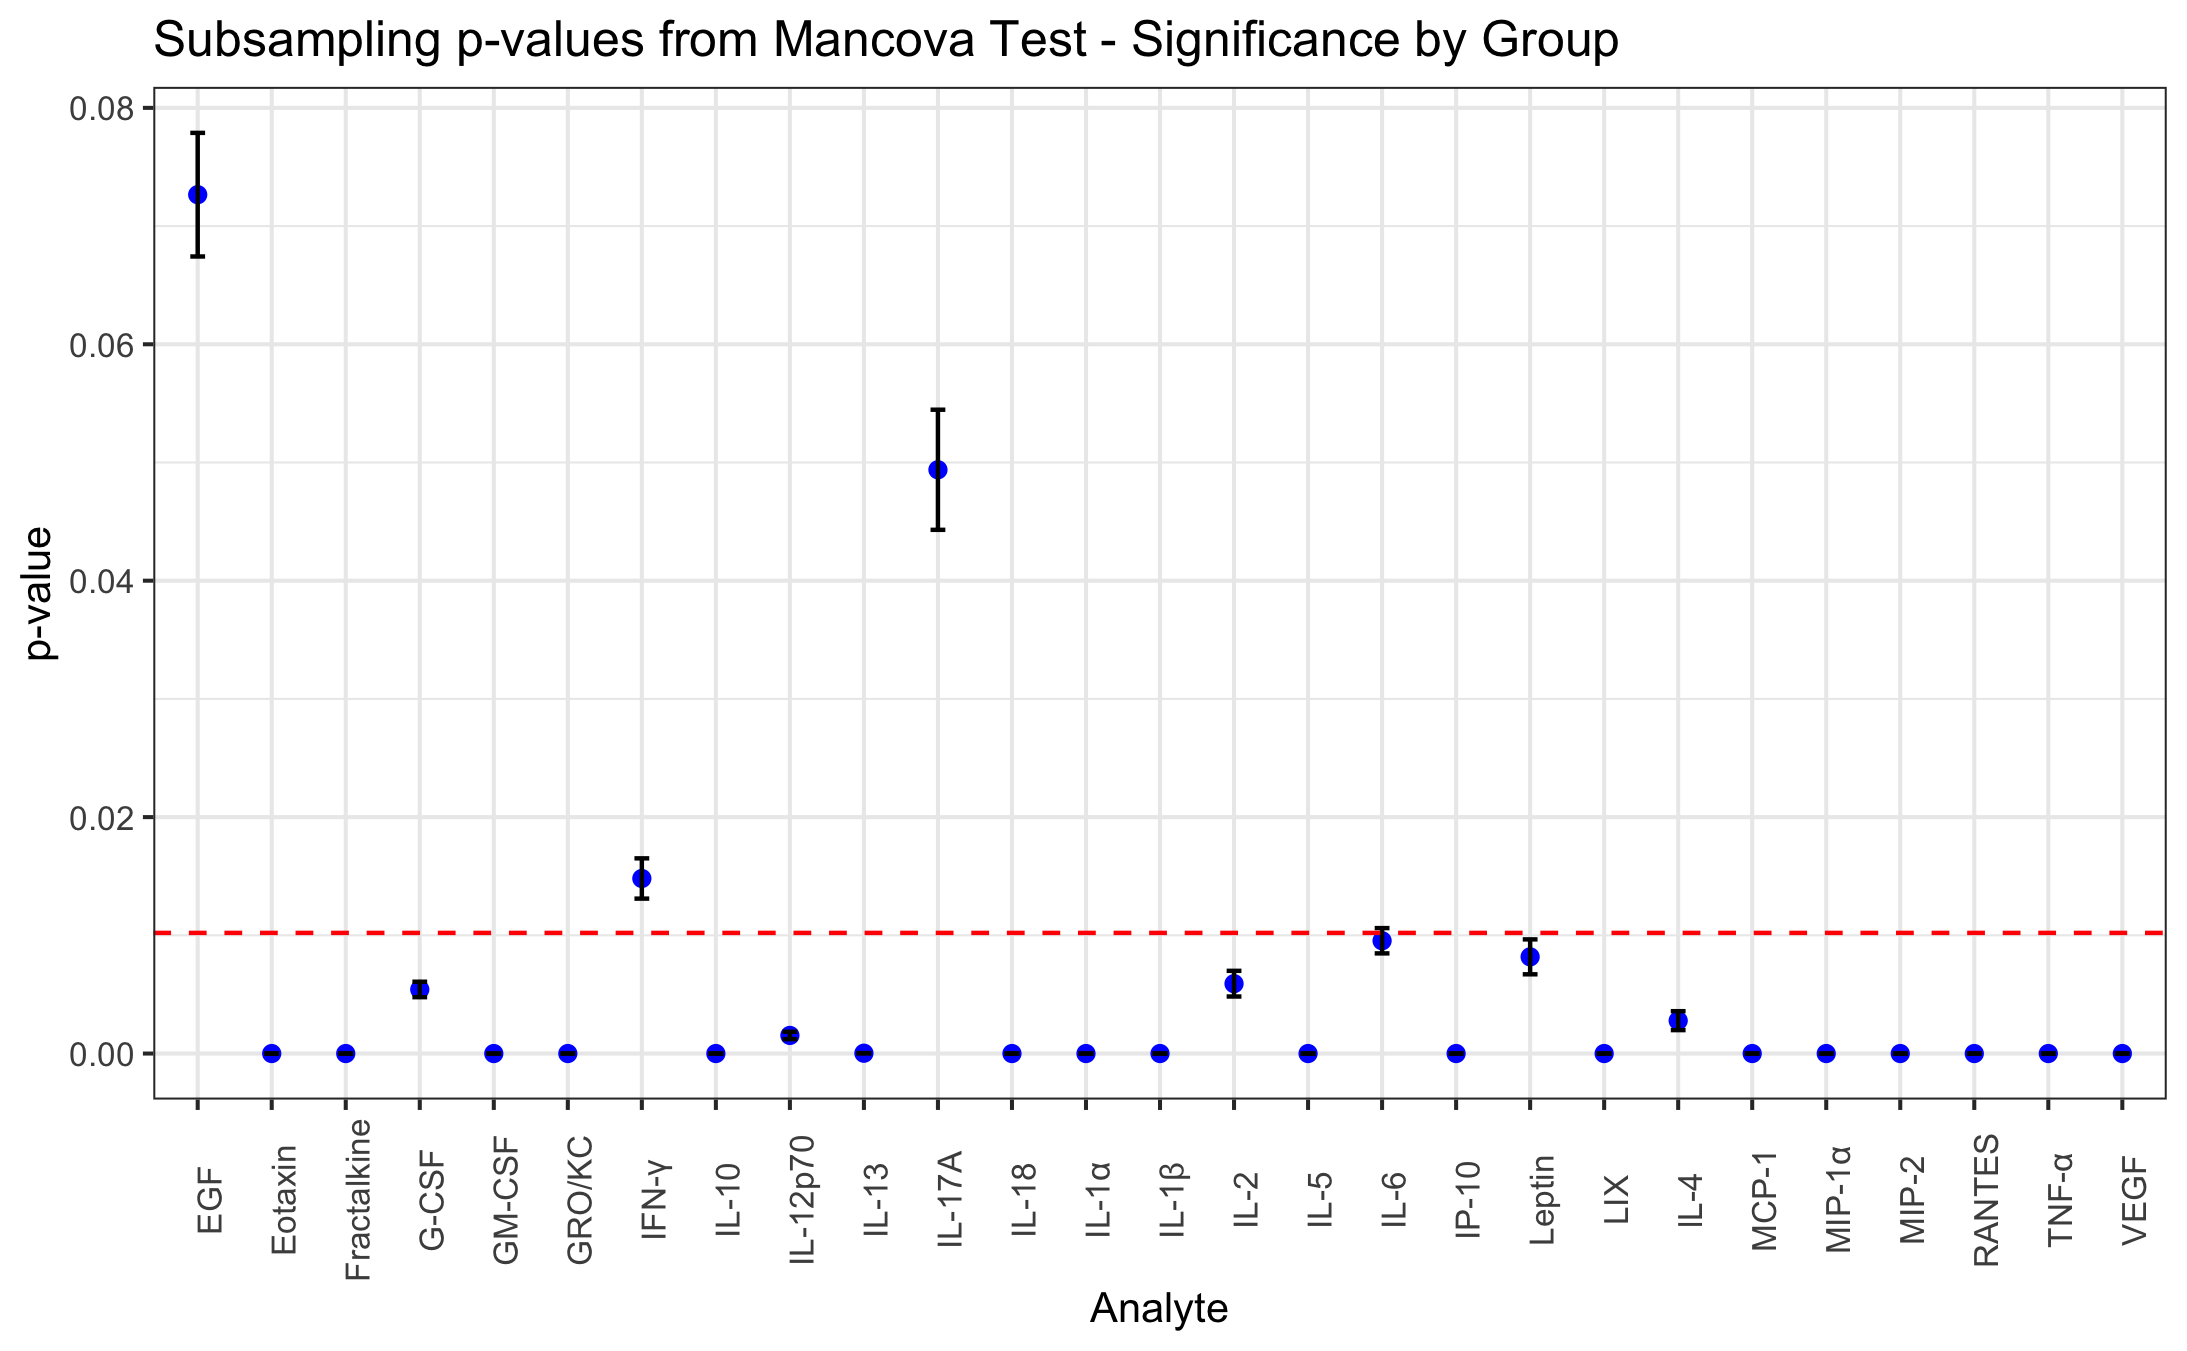 Subsampling p-values from Mancova Test - Significance by Group
p-value
0.08
0.06
0.04
0.02
0.00
EGF
Eotaxin
Fractalkine
G-CSF
GM-CSF
GRO/KC
IFN-γ
IL-10
IL-12p70
IL-13
IL-17A
IL-18
IL-1α
IL-1β
IL-2
IL-5
IL-6
IP-10
Leptin
LIX
IL-4
MCP-1
MIP-1α
MIP-2
RANTES
TNF-α
VEGF
Analyte